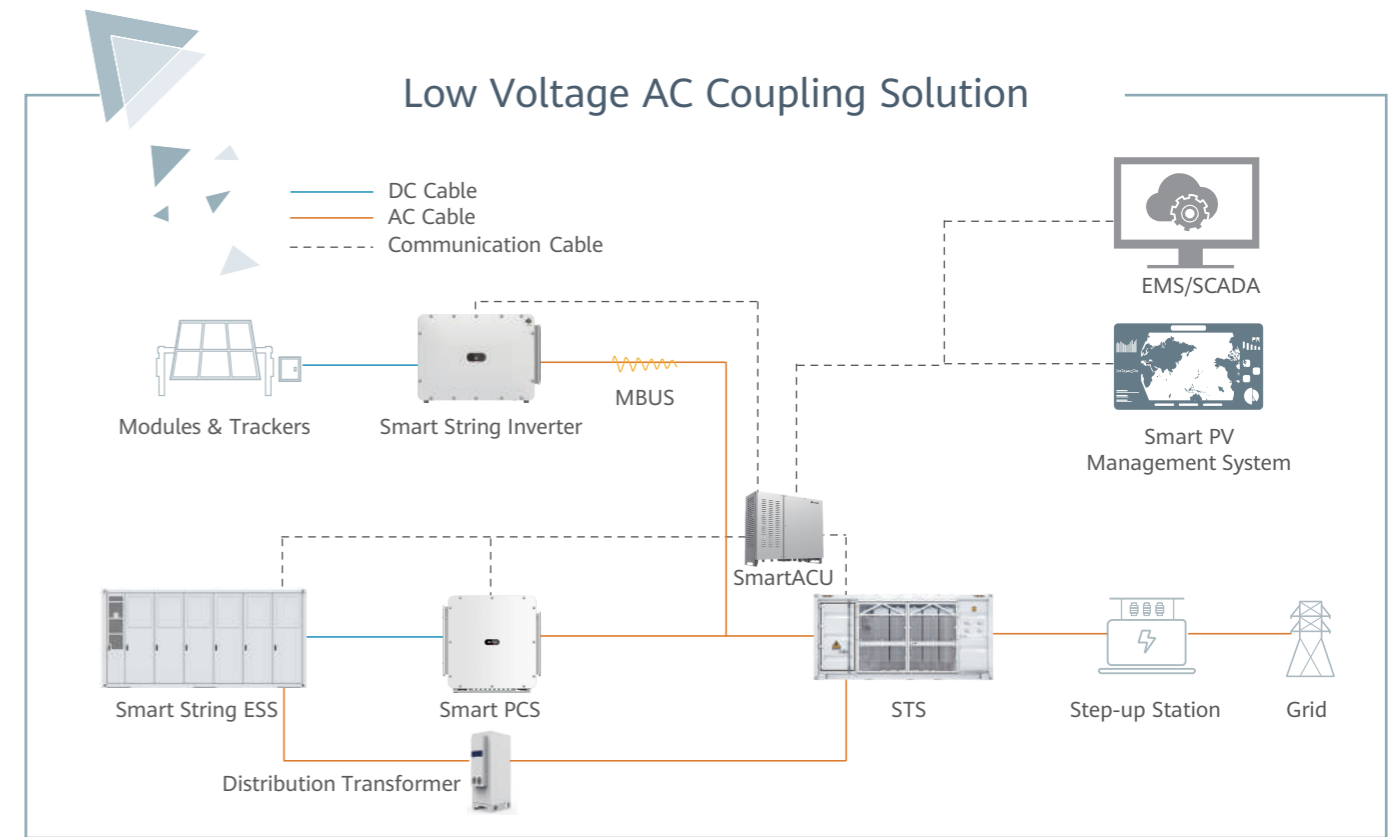 Low Voltage AC Coupling Solution
DC Cable
AC Cable
Communication Cable
EMS/SCADA
Modules & Trackers
Smart String Inverter
MBUS
Smart PV
Management System
SmartACU
Smart String ESS
Smart PCS
STS
Step-up Station
Grid
Distribution Transformer